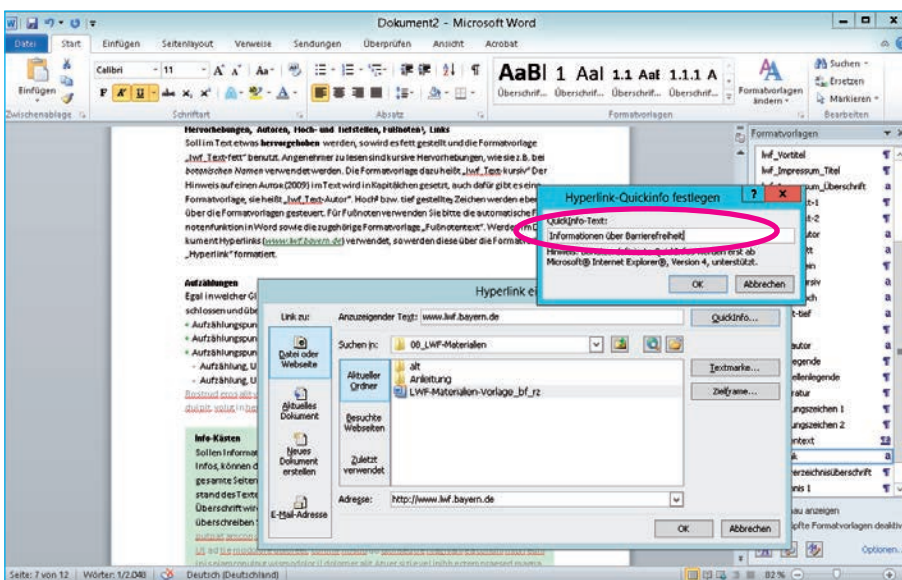 Dokument2 - Microsoft Word
Datei Start Einfügen Seitenlayout Verweise Sendungen Überprüfen Ansicht Acrobat
Einfügen
Calibri 11
Suchen
Ersetzen
Markieren
Formatvorlagen ändern
AaBl 1 Aal 1.1 Aal 1.1.1 A
Überschrif... Überschrif... Überschrif... Überschrif...
Zwischenablage Schriftart Absatz Formatvorlagen Bearbeiten
Hervorhebungen, Autoren, Hoch- und Tiefstellen, Fußnoten¹, Links
Soll im Text etwas hervorgehoben werden, so wird es fett gestellt und die Formatvorlage
„lwf_Text-fett" benutzt. Angenehmer zu lesen sind kursive Hervorhebungen, wie sie z.B. bei
botanischen Namen verwendet werden. Die Formatvorlage dazu heißt „lwf_Text-kursiv" Der
Hinweis auf einen Autor (2009) im Text wird in Kapitälchen gesetzt, auch dafür gibt es eine
Formatvorlage, sie heißt „lwf_Text-Autor". Hoch bzw. tief gestellte Zeichen werden
über die Formatvorlagen gesteuert. Für Fußnoten verwenden Sie bitte die automatische
notenfunktion in Word sowie die zugehörige Formatvorlage „Fußnotentext".
kument Hyperlinks (www.lwf.bayern.de) verwendet, so werden diese über die
„Hyperlink" formatiert.
Aufzählungen
Egal in welcher
schlossen und
Aufzählungspun
Aufzählungspun
Aufzählungspun
- Aufzählung, U
- Aufzählung, U
Info-Kästen
Sollen Informat
Infos, können d
gesamte Seiten
stand des Texte
Überschrift wir
überschreiben
Formatvorlagen
lwf_Vortitel
lwf_Impressum_Titel
Hyperlink-Quickinfo festlegen
QuickInfo-Text:
Informationen über Barrierefreiheit
Microsoft® Internet Explorer®, Version 4, unterstützt.
OK Abbrechen
Link zu:
Anzuzeigender Text: www.lwf.bayern.de
QuickInfo...
Datei oder Webseite
Aktuelles Dokument
Neues Dokument erstellen
E-Mail-Adresse
Suchen in: 00_LWF-Materialien
Aktueller Ordner
Besuchte Webseiten
Zuletzt verwendet
alt
Anleitung
LWF-Materialien-Vorlage_bf_rz
Textmarke...
Zielframe...
Adresse: http://www.lwf.bayern.de
OK Abbrechen
Optionen...
Seite: 7 von 12 Wörter: 1/2.048 Deutsch (Deutschland)
82 %